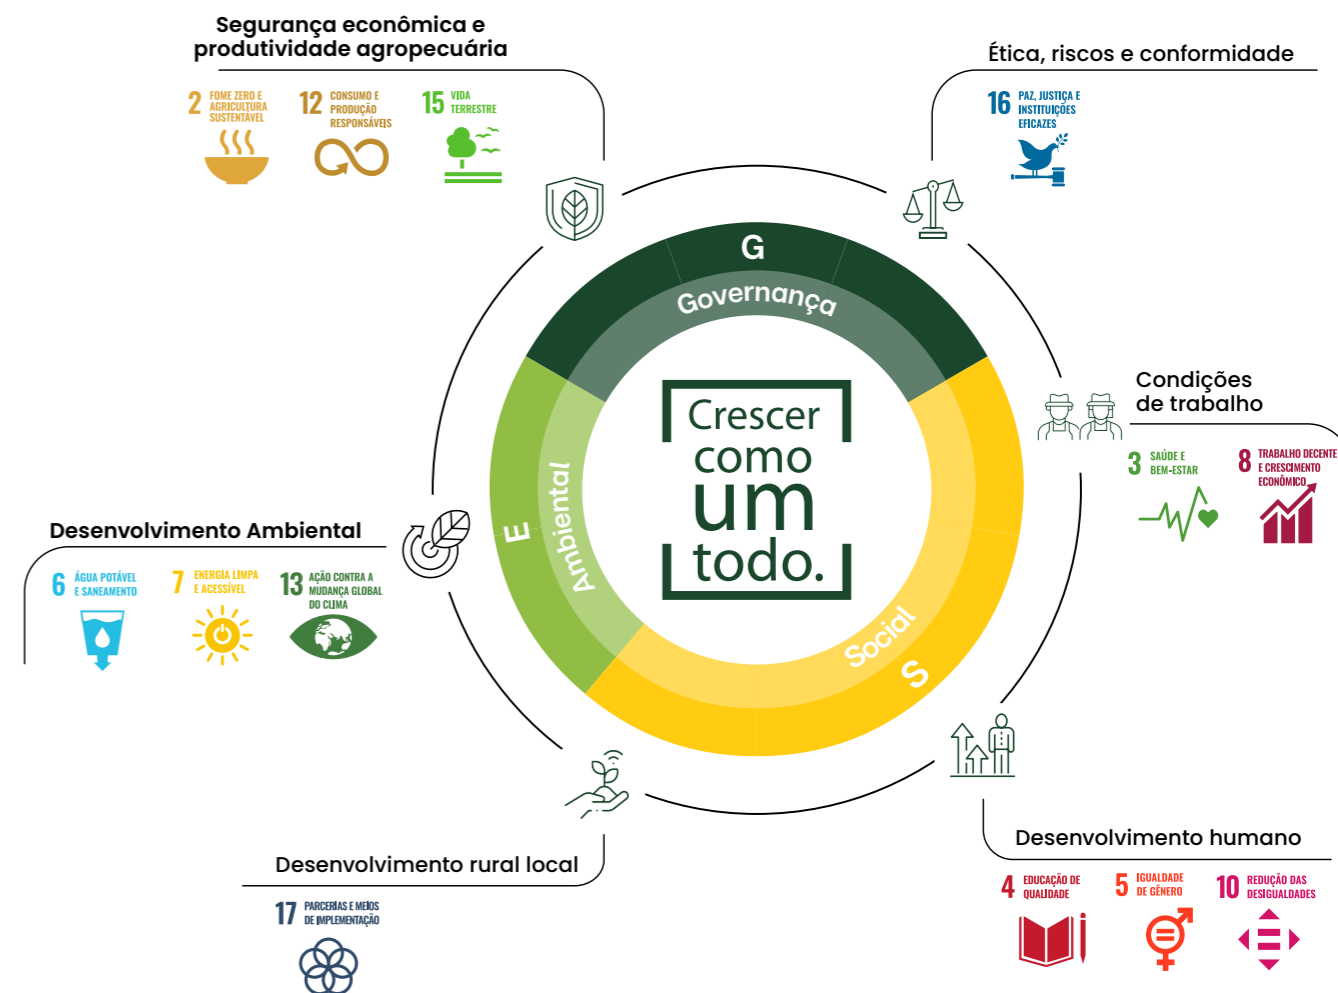 Segurança econômica e
produtividade agropecuária
2 FOME ZERO E
AGRICULTURA
SUSTENTÁVEL
12 CONSUMO E
PRODUÇÃO
RESPONSÁVEIS
15 VIDA
TERRESTRE
Ética, riscos e conformidade
16 PAZ, JUSTIÇA E
INSTITUIÇÕES
EFICAZES
G
Governança
Condições
de trabalho
3 SAÚDE E
BEM-ESTAR
8 TRABALHO DECENTE
E CRESCIMENTO
ECONÔMICO
Crescer
como
um
todo.
E
Ambiental
Social
S
Desenvolvimento Ambiental
6 ÁGUA POTÁVEL
E SANEAMENTO
7 ENERGIA LIMPA
E ACESSÍVEL
13 AÇÃO CONTRA A
MUDANÇA GLOBAL
DO CLIMA
Desenvolvimento rural local
17 PARCERIAS E MEIOS
DE IMPLEMENTAÇÃO
Desenvolvimento humano
4 EDUCAÇÃO DE
QUALIDADE
5 IGUALDADE
DE GÊNERO
10 REDUÇÃO DAS
DESIGUALDADES